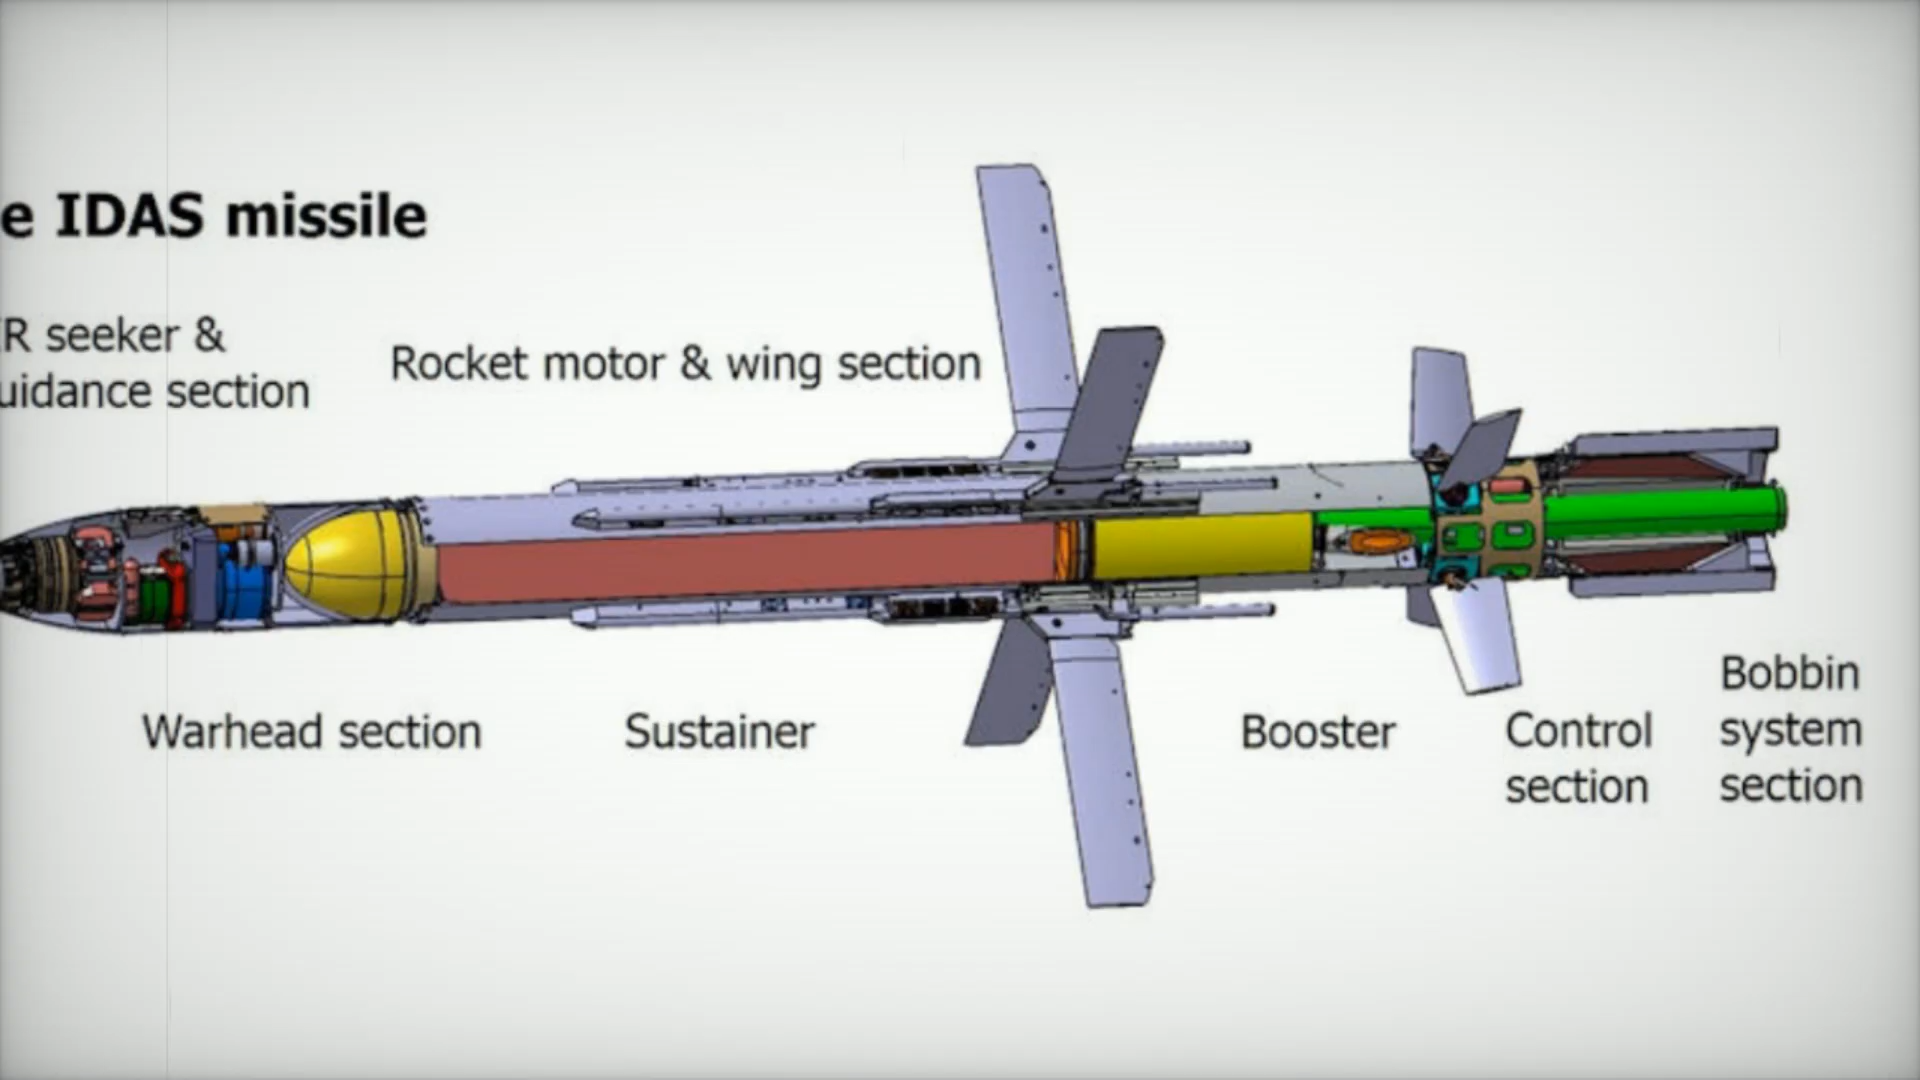 e IDAS missile
R seeker &
uidance section
Rocket motor & wing section
Warhead section
Sustainer
Booster
Control
section
Bobbin
system
section